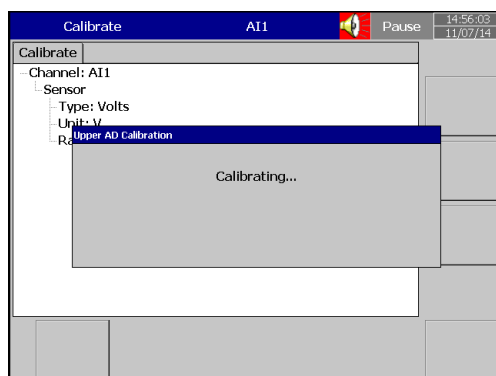 Calibrate AI1 Pause 14:56:03
11/07/14
Calibrate
Channel: AI1
Sensor
Type: Volts
Unit: V
Upper AD Calibration
Calibrating...